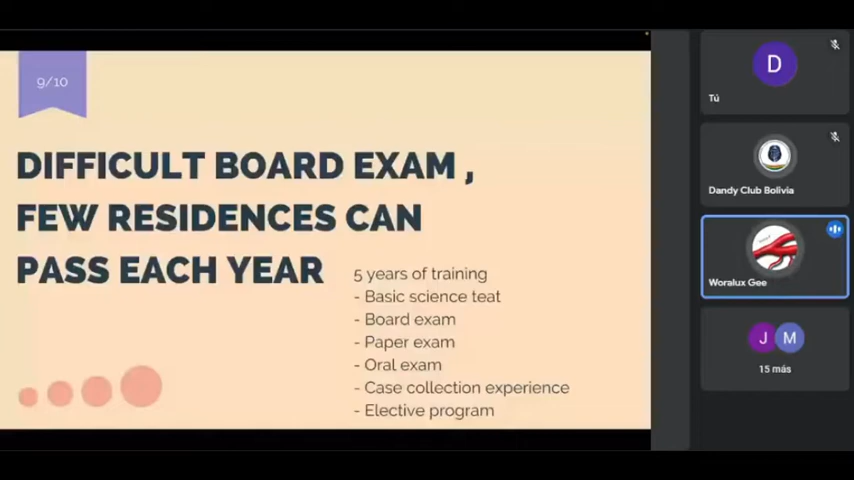 9/10
DIFFICULT BOARD EXAM ,
FEW RESIDENCES CAN
PASS EACH YEAR
5 years of training
- Basic science teat
- Board exam
- Paper exam
- Oral exam
- Case collection experience
- Elective program
D
Tú
Dandy Club Bolivia
Woralux Gee
J M
15 más